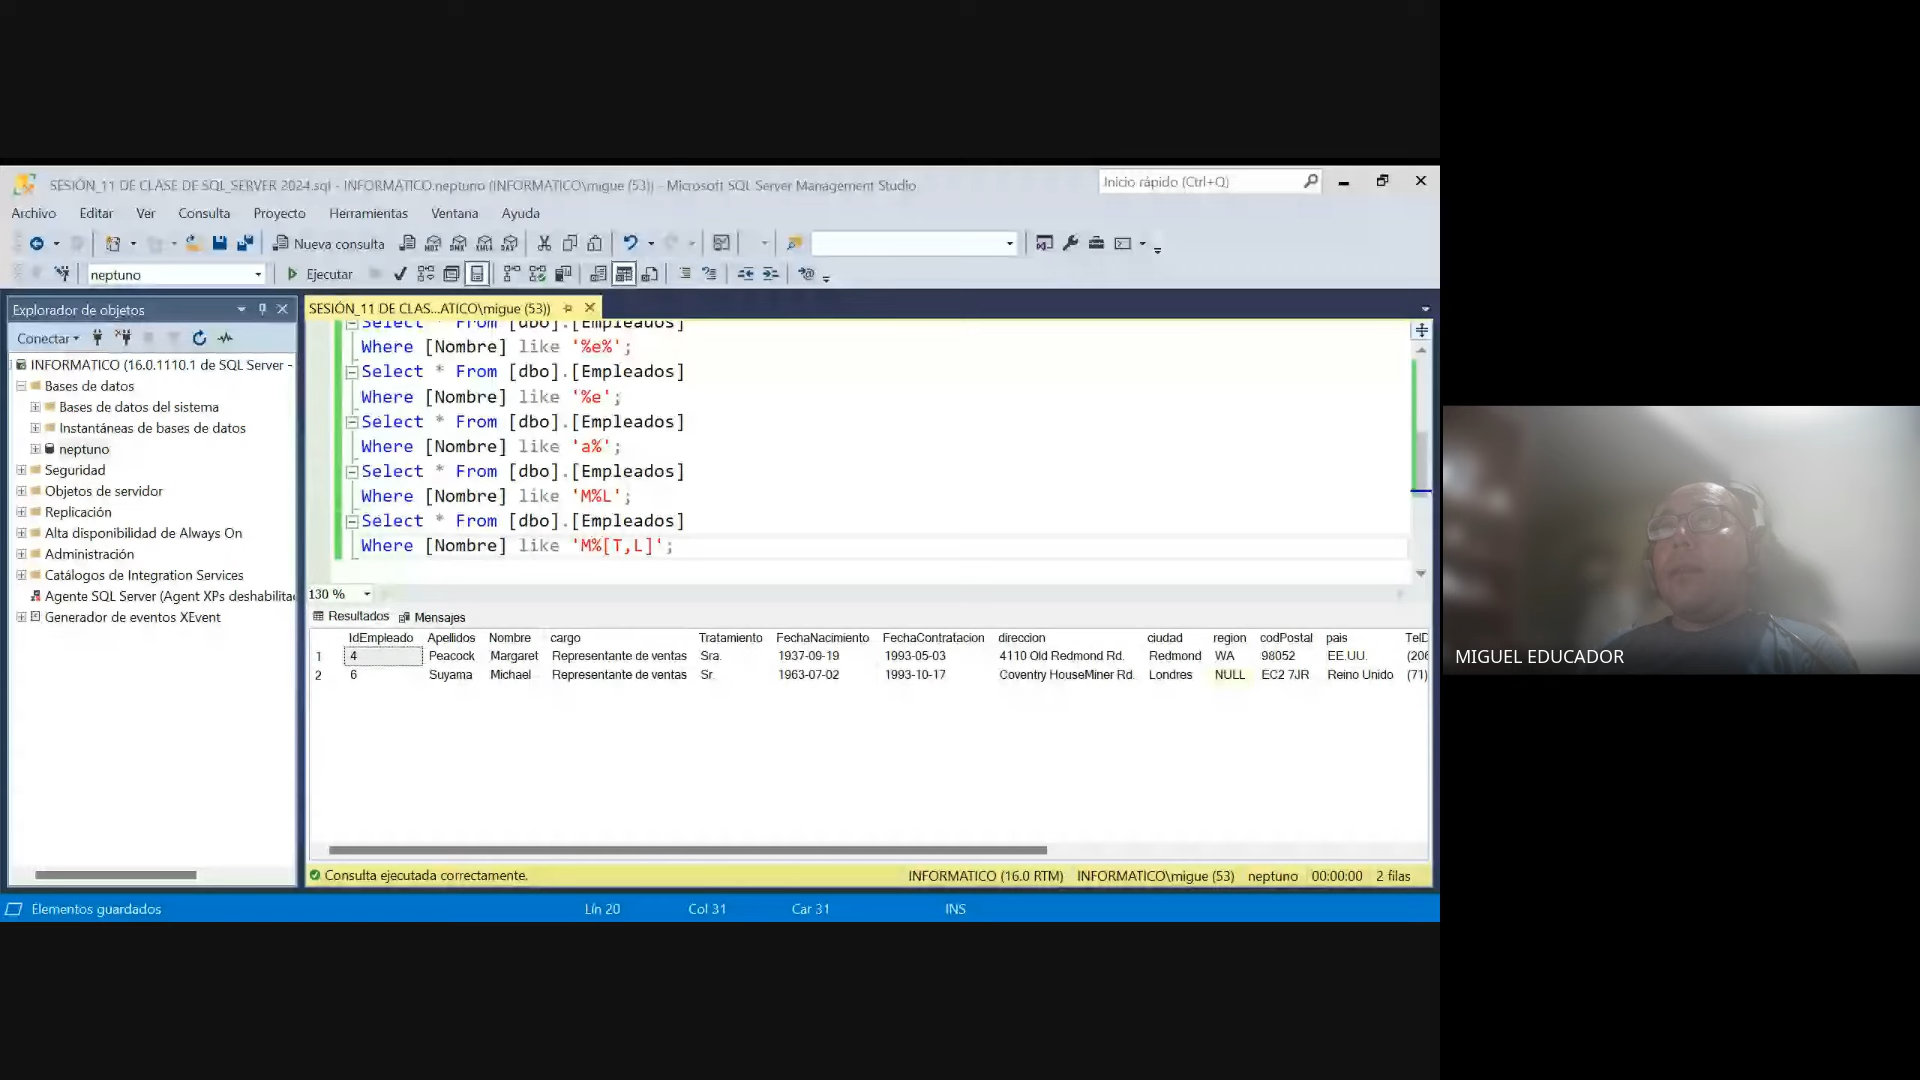 SESIÓN_11 DE CLASE DE SQL_SERVER 2024.sql - INFORMATICO.neptuno (INFORMATICO\migue (53)) - Microsoft SQL Server Management Studio
Inicio rápido (Ctrl+Q)
Archivo Editar Ver Consulta Proyecto Herramientas Ventana Ayuda
Nueva consulta
neptuno
Ejecutar
Explorador de objetos
Conectar
INFORMATICO (16.0.1110.1 de SQL Server -
Bases de datos
Bases de datos del sistema
Instantáneas de bases de datos
neptuno
Seguridad
Objetos de servidor
Replicación
Alta disponibilidad de Always On
Administración
Catálogos de Integration Services
Agente SQL Server (Agent XPs deshabilita
Generador de eventos XEvent
SESIÓN_11 DE CLAS...ATICO\migue (53))
Select * From [dbo].[Empleados]
Where [Nombre] like '%e%';
Select * From [dbo].[Empleados]
Where [Nombre] like '%e';
Select * From [dbo].[Empleados]
Where [Nombre] like 'a%';
Select * From [dbo].[Empleados]
Where [Nombre] like 'M%L';
Select * From [dbo].[Empleados]
Where [Nombre] like 'M%[T,L]';
130 %
Resultados Mensajes
IdEmpleado Apellidos Nombre cargo Tratamiento FechaNacimiento FechaContratacion direccion ciudad region codPostal pais TelD
1 4 Peacock Margaret Representante de ventas Sra. 1937-09-19 1993-05-03 4110 Old Redmond Rd. Redmond WA 98052 EE.UU. (206
2 6 Suyama Michael Representante de ventas Sr. 1963-07-02 1993-10-17 Coventry HouseMiner Rd. Londres NULL EC2 7JR Reino Unido (71)
Consulta ejecutada correctamente. INFORMATICO (16.0 RTM) INFORMATICO\migue (53) neptuno 00:00:00 2 filas
Elementos guardados Lín 20 Col 31 Car 31 INS
MIGUEL EDUCADOR